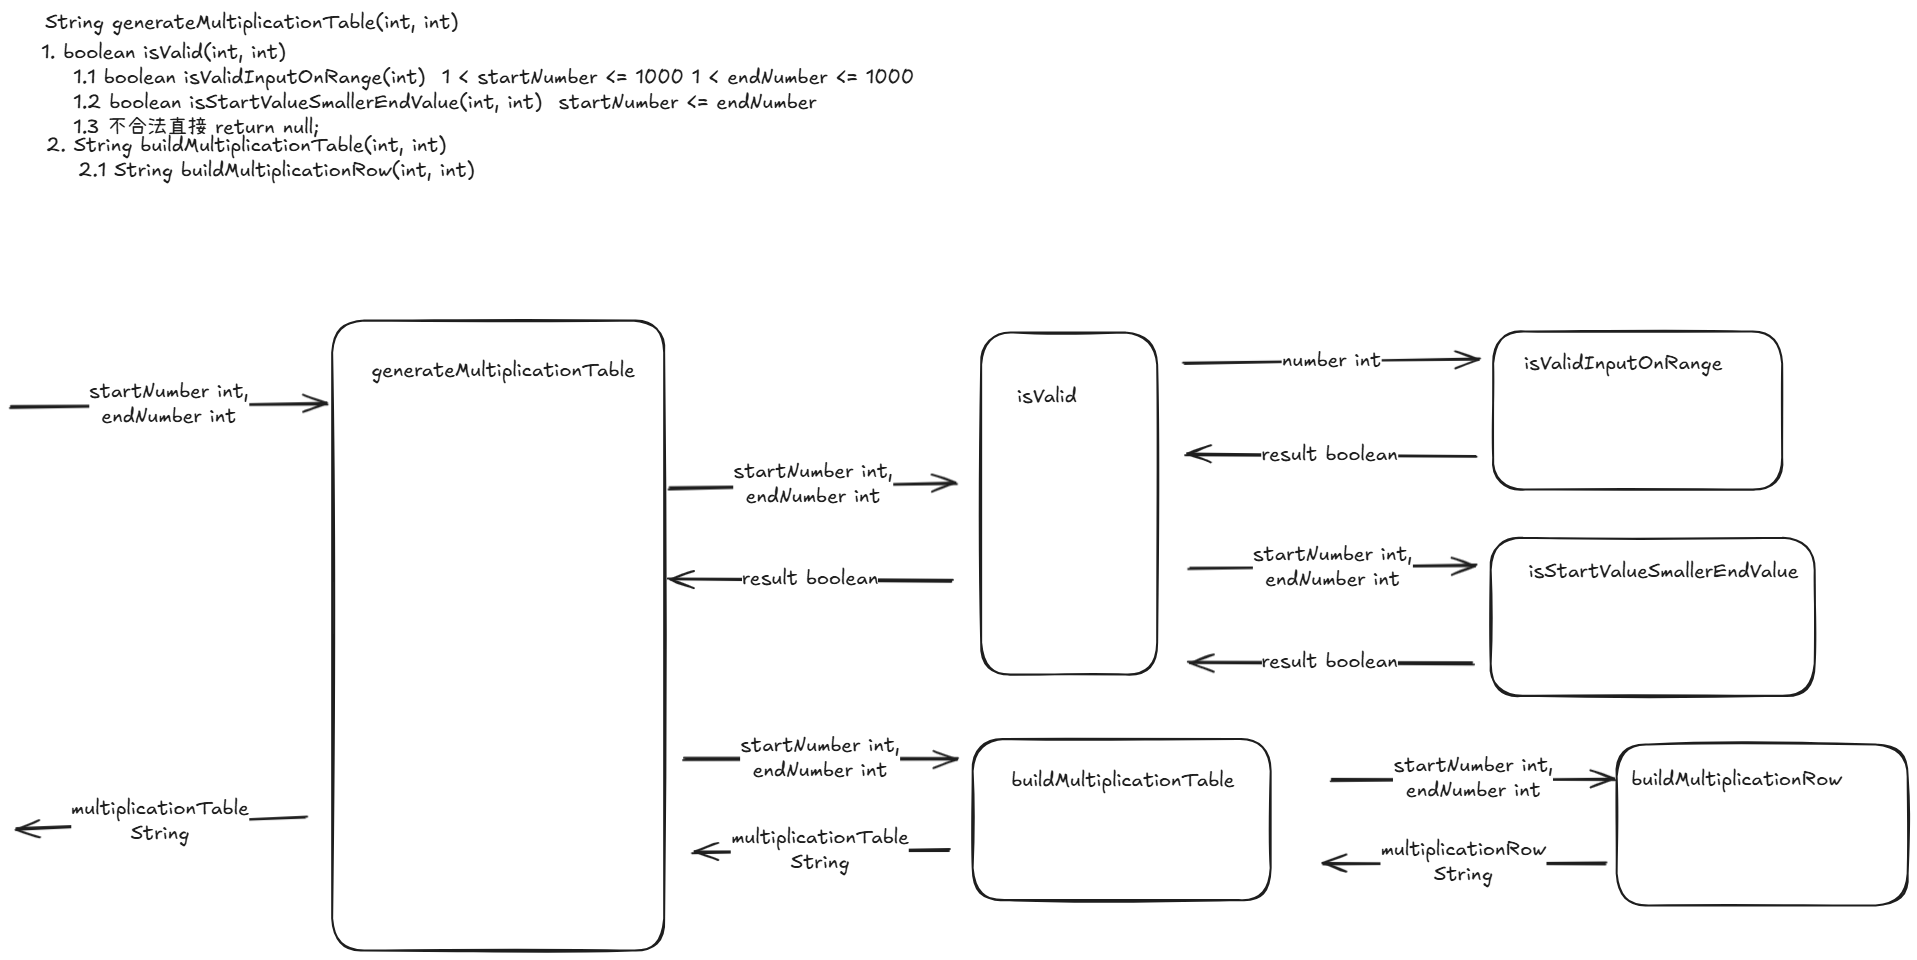 String generateMultiplicationTable(int, int)
1. boolean isValid(int, int)
1.1 boolean isValidInputOnRange(int)   1 < startNumber <= 1000 1 < endNumber <= 1000
1.2 boolean isStartValueSmallerEndValue(int, int)   startNumber <= endNumber
1.3 不合法直接 return null;
2. String buildMultiplicationTable(int, int)
2.1 String buildMultiplicationRow(int, int)
startNumber int,
endNumber int
multiplicationTable
String
generateMultiplicationTable
startNumber int,
endNumber int
result boolean
startNumber int,
endNumber int
multiplicationTable
String
isValid
number int
result boolean
startNumber int,
endNumber int
result boolean
isValidInputOnRange
isStartValueSmallerEndValue
buildMultiplicationTable
startNumber int,
endNumber int
multiplicationRow
String
buildMultiplicationRow